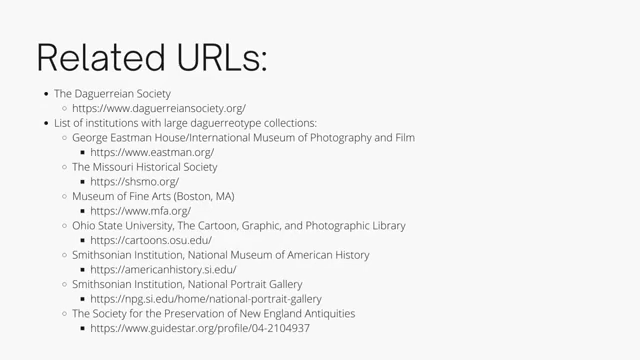 Related URLs:
The Daguerreian Society
https://www.daguerreiansociety.org/
List of institutions with large daguerreotype collections:
George Eastman House/International Museum of Photography and Film
https://www.eastman.org/
The Missouri Historical Society
https://shsmo.org/
Museum of Fine Arts (Boston, MA)
https://www.mfa.org/
Ohio State University, The Cartoon, Graphic, and Photographic Library
https://cartoons.osu.edu/
Smithsonian Institution, National Museum of American History
https://americanhistory.si.edu/
Smithsonian Institution, National Portrait Gallery
https://npg.si.edu/home/national-portrait-gallery
The Society for the Preservation of New England Antiquities
https://www.guidestar.org/profile/04-2104937